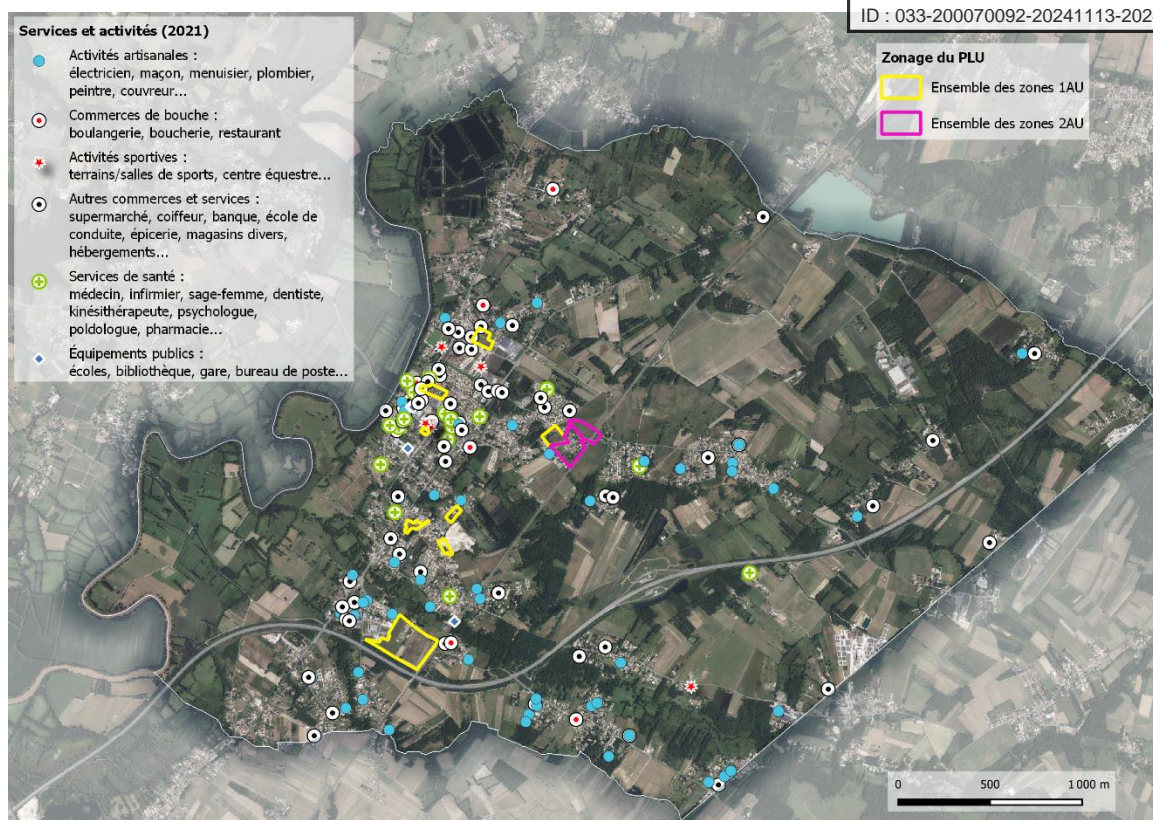 ID : 033-200070092-20241113-202
Services et activités (2021)
Activités artisanales :
électricien, maçon, menuisier, plombier,
peintre, couvreur...
Commerces de bouche :
boulangerie, boucherie, restaurant
Activités sportives :
terrains/salles de sports, centre équestre...
Autres commerces et services :
supermarché, coiffeur, banque, école de
conduite, épicerie, magasins divers,
hébergements...
Services de santé :
médecin, infirmier, sage-femme, dentiste,
kinésithérapeute, psychologue,
poldologue, pharmacie...
Équipements publics :
écoles, bibliothèque, gare, bureau de poste...
Zonage du PLU
Ensemble des zones 1AU
Ensemble des zones 2AU
0 500 1 000 m